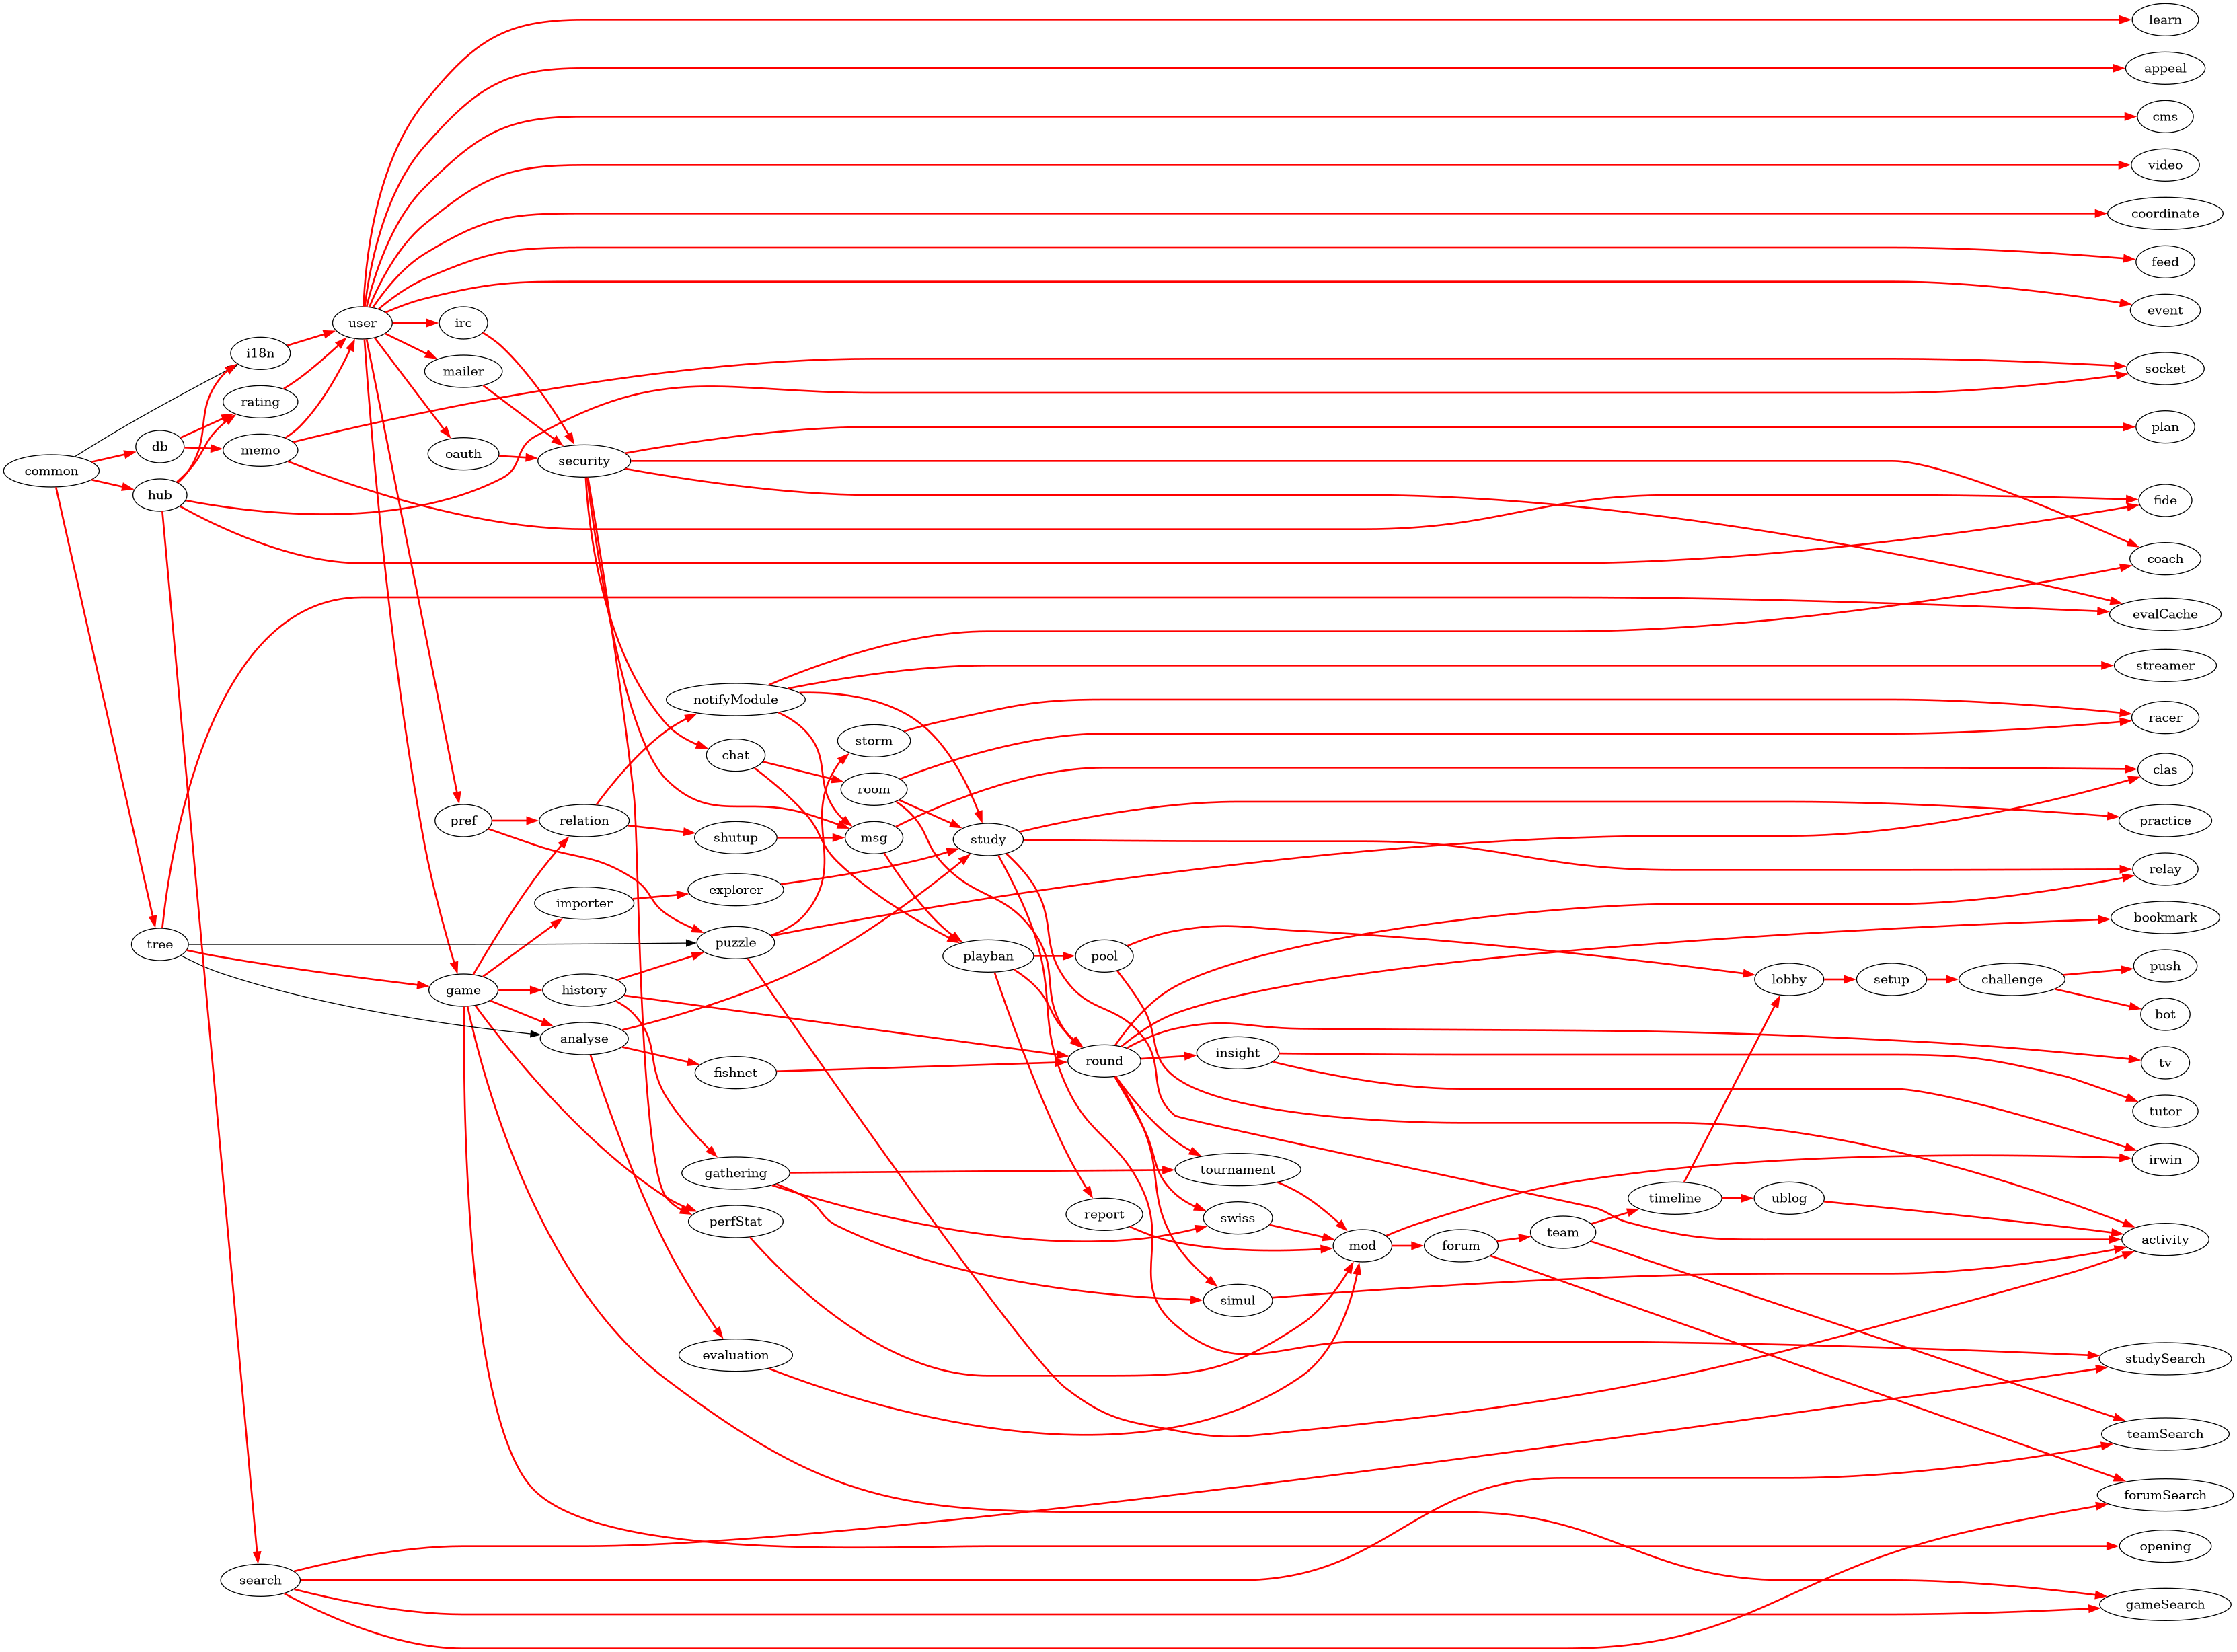 learn
appeal
cms
video
coordinate
feed
event
user
irc
i18n
mailer
socket
rating
plan
db
memo
oauth
security
common
hub
fide
coach
evalCache
streamer
notifyModule
racer
storm
chat
clas
room
pref
relation
practice
shutup
msg
study
relay
explorer
importer
bookmark
puzzle
tree
playban
pool
push
lobby
setup
challenge
game
history
bot
analyse
insight
round
tv
fishnet
tutor
irwin
tournament
gathering
timeline
ublog
report
swiss
perfStat
team
activity
mod
forum
simul
evaluation
studySearch
teamSearch
forumSearch
opening
search
gameSearch